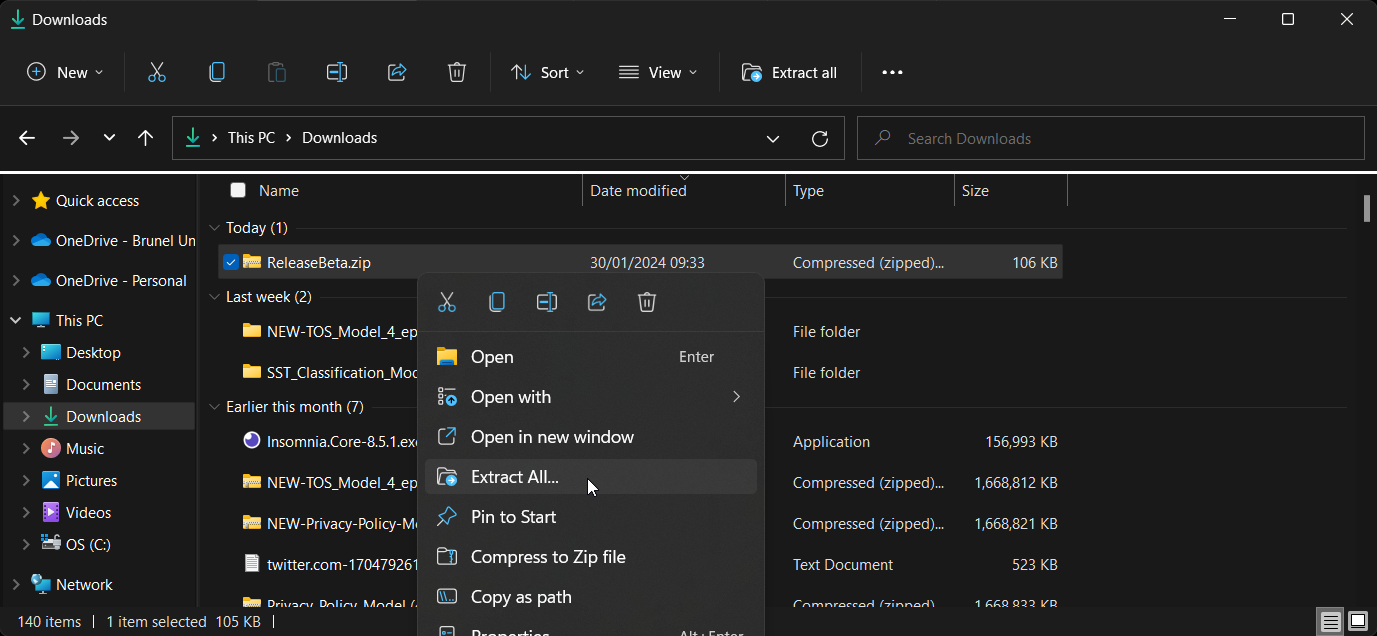 Downloads
New
Sort
View
Extract all
This PC > Downloads
Search Downloads
Name
Date modified
Type
Size
Quick access
OneDrive - Brunel Un
OneDrive - Personal
This PC
Desktop
Documents
Downloads
Music
Pictures
Videos
OS (C:)
Network
Today (1)
ReleaseBeta.zip 30/01/2024 09:33 Compressed (zipped)... 106 KB
Last week (2)
NEW-TOS_Model_4_ep File folder
SST_Classification_Mod File folder
Earlier this month (7)
Insomnia.Core-8.5.1.exe Application 156,993 KB
NEW-TOS_Model_4_ep Compressed (zipped)... 1,668,812 KB
NEW-Privacy-Policy-M Compressed (zipped)... 1,668,821 KB
twitter.com-170479261 Text Document 523 KB
Privacy_Policy_Model Compressed (zipped) 1,668,833 KB
Open Enter
Open with
Open in new window
Extract All...
Pin to Start
Compress to Zip file
Copy as path
Properties Alt+Enter
140 items
1 item selected 105 KB